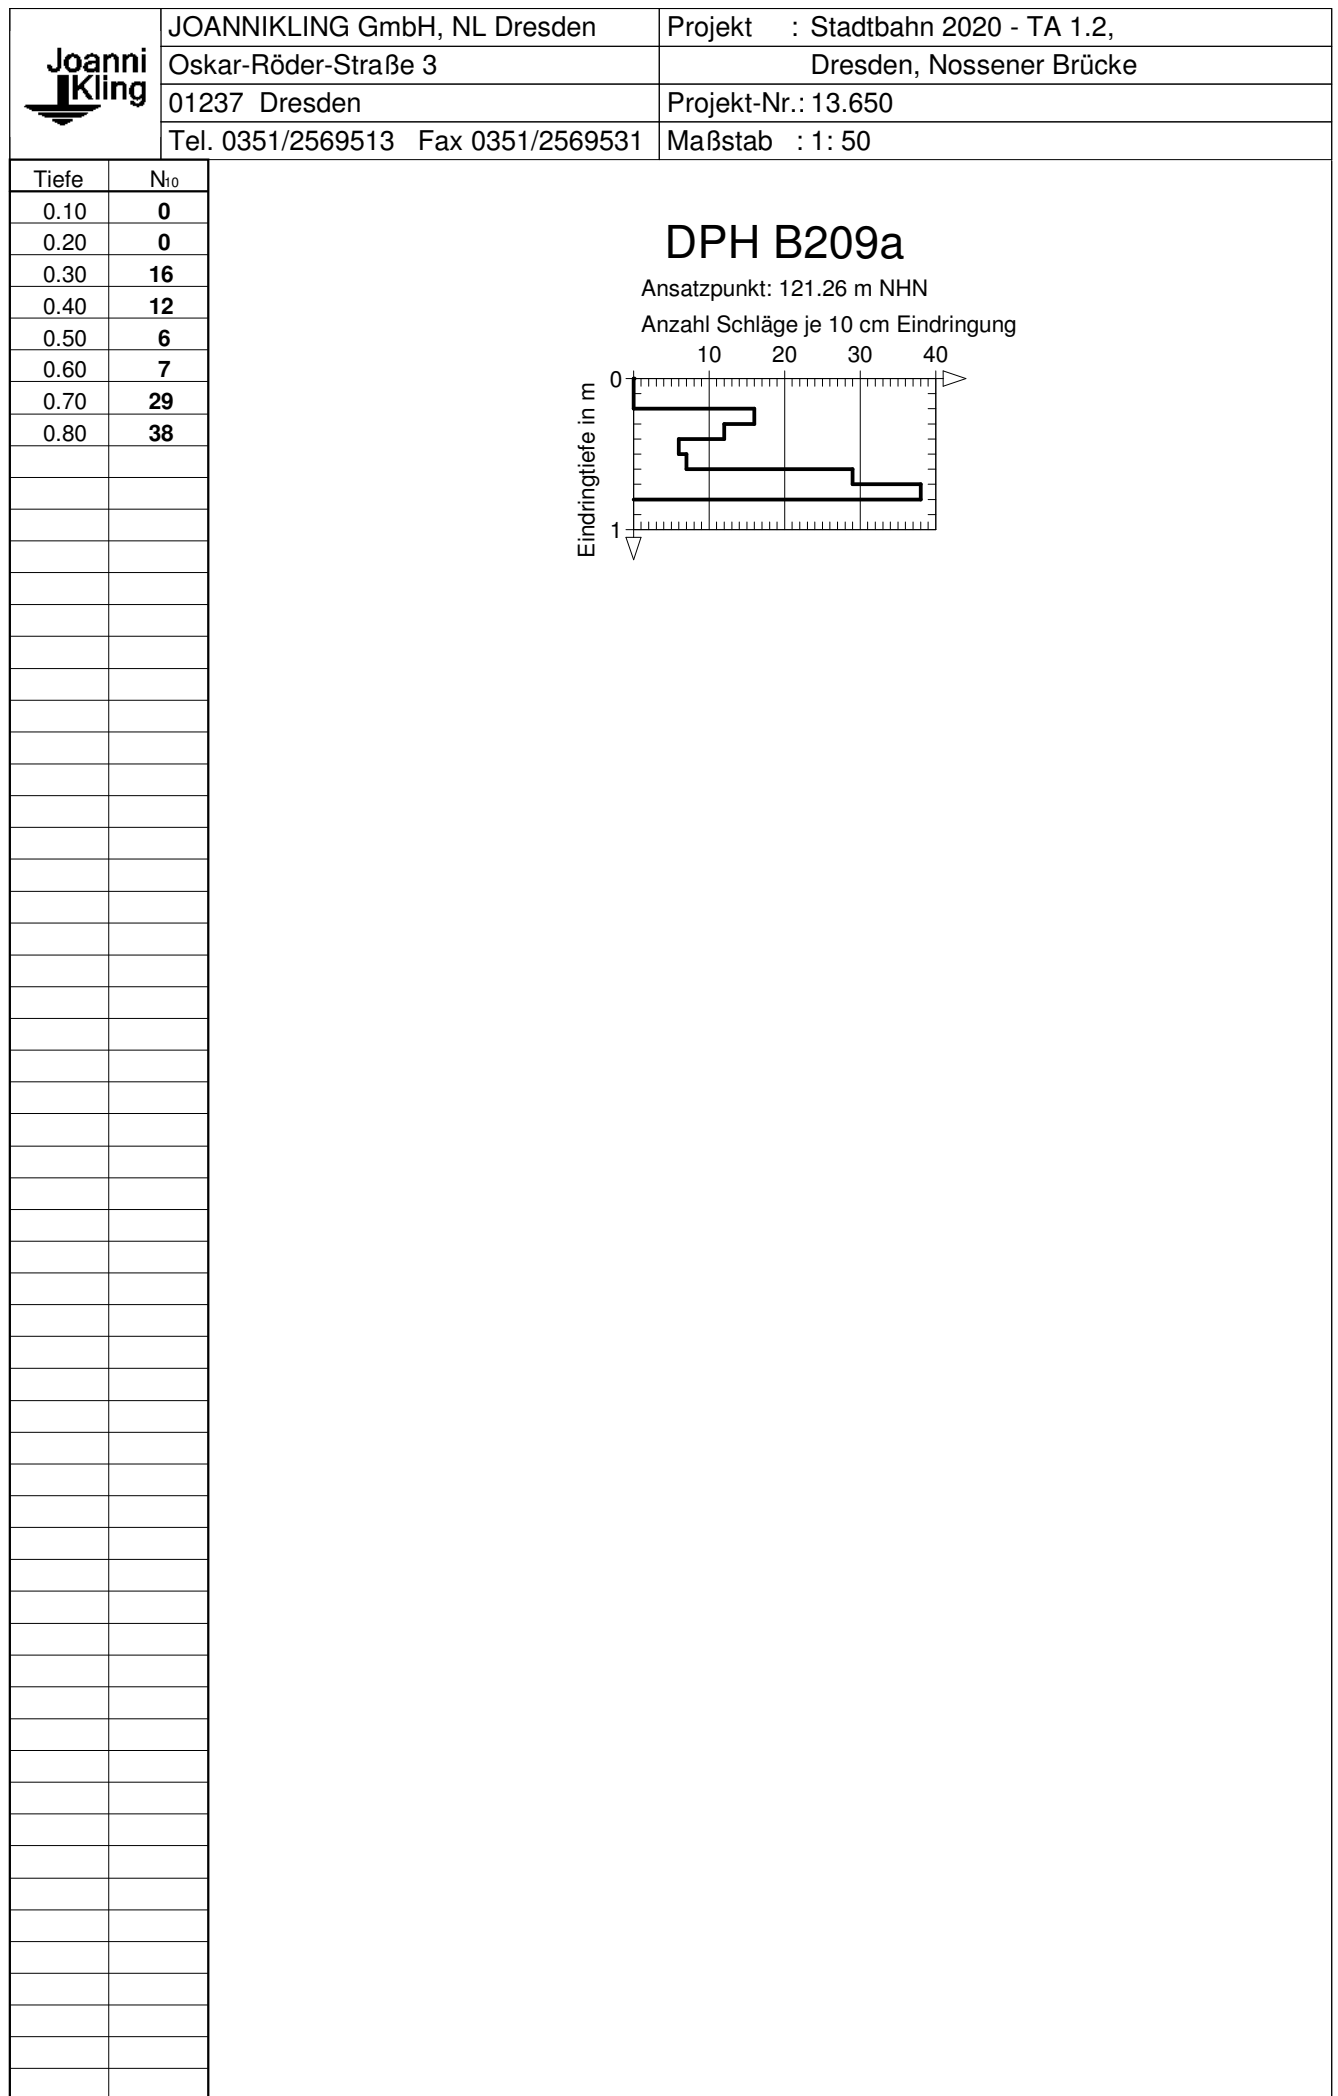 Joanni
Kling
JOANNIKLING GmbH, NL Dresden
Oskar-Röder-Straße 3
01237 Dresden
Tel. 0351/2569513 Fax 0351/2569531
Projekt : Stadtbahn 2020 - TA 1.2,
Dresden, Nossener Brücke
Projekt-Nr.: 13.650
Maßstab : 1: 50
Tiefe N10
0.10 0
0.20 0
0.30 16
0.40 12
0.50 6
0.60 7
0.70 29
0.80 38
DPH B209a
Ansatzpunkt: 121.26 m NHN
Anzahl Schläge je 10 cm Eindringung
10 20 30 40
0
1
Eindringtiefe in m